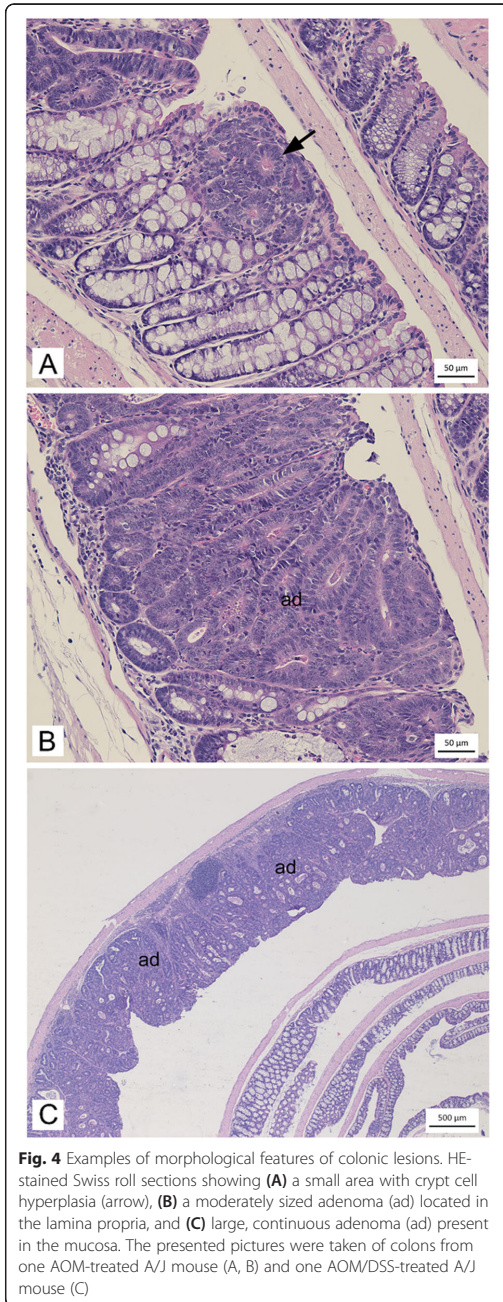 A
50 µm
ad
B
50 µm
ad
ad
C
500 µm
Fig. 4 Examples of morphological features of colonic lesions. HE-
stained Swiss roll sections showing (A) a small area with crypt cell
hyperplasia (arrow), (B) a moderately sized adenoma (ad) located in
the lamina propria, and (C) large, continuous adenoma (ad) present
in the mucosa. The presented pictures were taken of colons from
one AOM-treated A/J mouse (A, B) and one AOM/DSS-treated A/J
mouse (C)